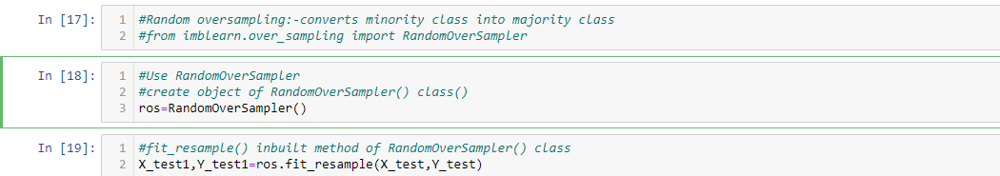 In [17]:
1 #Random oversampling:-converts minority class into majority class
2 #from imblearn.over_sampling import RandomOverSampler
In [18]:
1 #Use RandomOverSampler
2 #create object of RandomOverSampler() class()
3 ros=RandomOverSampler()
In [19]:
1 #fit_resample() inbuilt method of RandomOverSampler() class
2 X_test1,Y_test1=ros.fit_resample(X_test,Y_test)